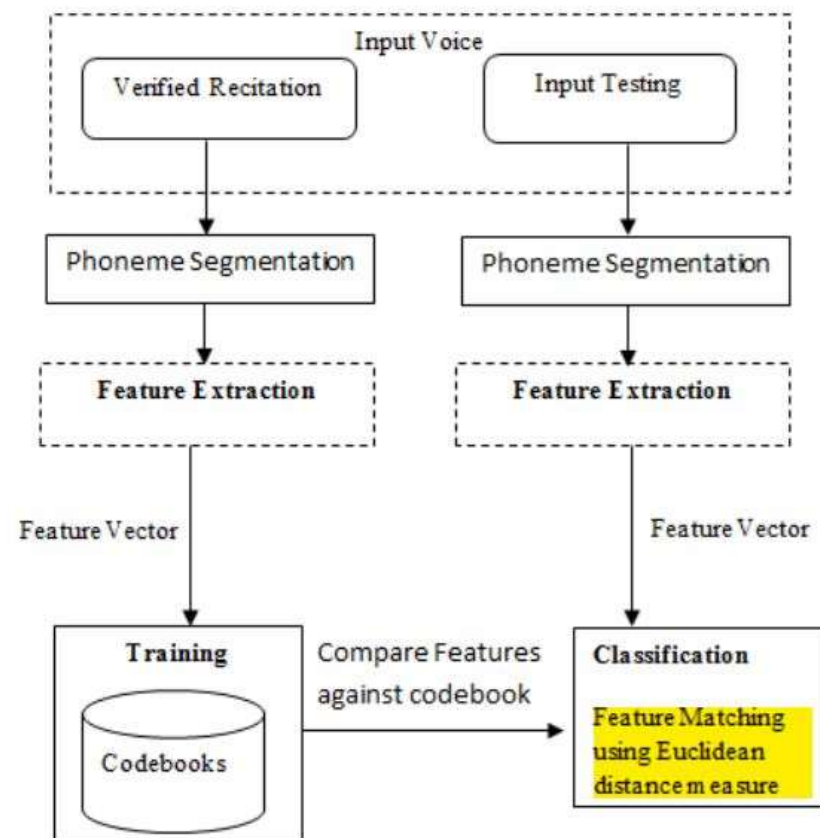 Input Voice
Verified Recitation
Input Testing
Phoneme Segmentation
Phoneme Segmentation
Feature Extraction
Feature Extraction
Feature Vector
Feature Vector
Training
Codebooks
Compare Features
against codebook
Classification
Feature Matching
using Euclidean
distance measure